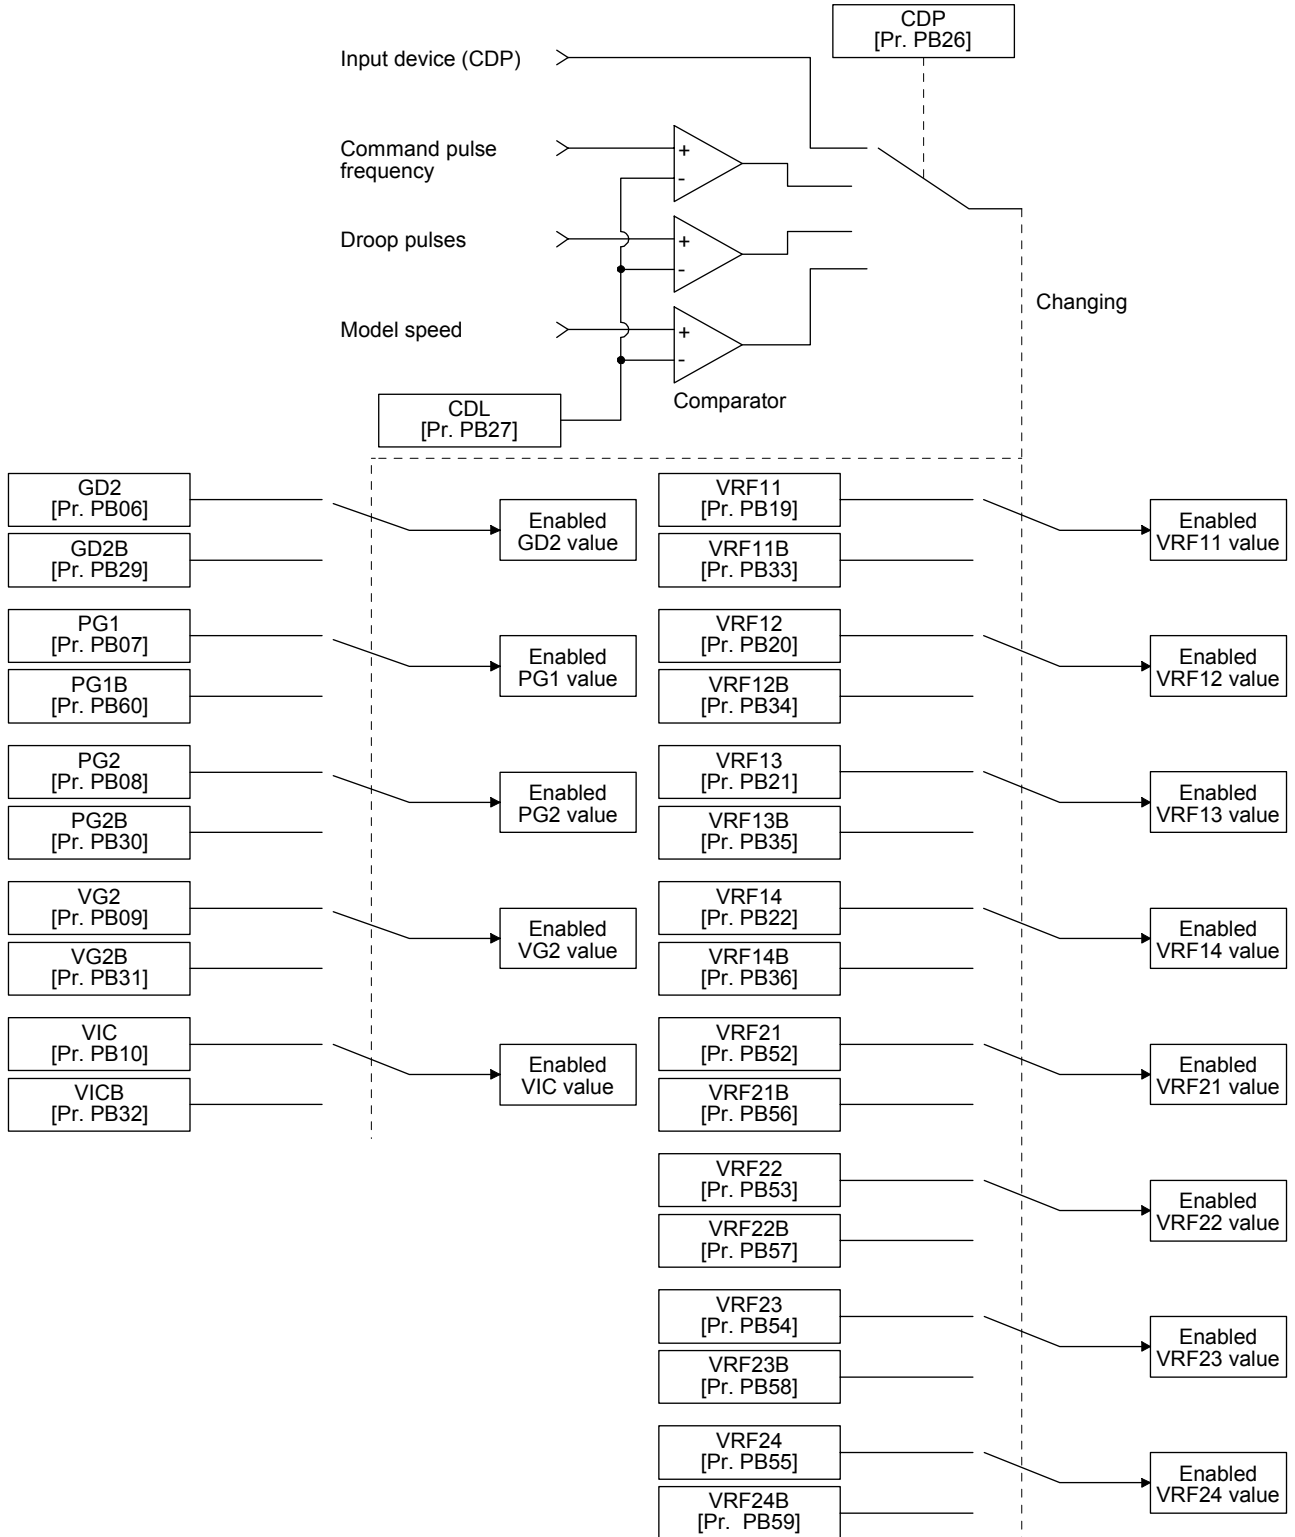 CDP
[Pr. PB26]
Input device (CDP)
Command pulse
frequency
+
-
Droop pulses
+
-
Changing
Model speed
+
-
Comparator
CDL
[Pr. PB27]
GD2
[Pr. PB06]
GD2B
[Pr. PB29]
Enabled
GD2 value
PG1
[Pr. PB07]
PG1B
[Pr. PB60]
Enabled
PG1 value
PG2
[Pr. PB08]
PG2B
[Pr. PB30]
Enabled
PG2 value
VG2
[Pr. PB09]
VG2B
[Pr. PB31]
Enabled
VG2 value
VIC
[Pr. PB10]
VICB
[Pr. PB32]
Enabled
VIC value
VRF11
[Pr. PB19]
VRF11B
[Pr. PB33]
Enabled
VRF11 value
VRF12
[Pr. PB20]
VRF12B
[Pr. PB34]
Enabled
VRF12 value
VRF13
[Pr. PB21]
VRF13B
[Pr. PB35]
Enabled
VRF13 value
VRF14
[Pr. PB22]
VRF14B
[Pr. PB36]
Enabled
VRF14 value
VRF21
[Pr. PB52]
VRF21B
[Pr. PB56]
Enabled
VRF21 value
VRF22
[Pr. PB53]
VRF22B
[Pr. PB57]
Enabled
VRF22 value
VRF23
[Pr. PB54]
VRF23B
[Pr. PB58]
Enabled
VRF23 value
VRF24
[Pr. PB55]
VRF24B
[Pr. PB59]
Enabled
VRF24 value